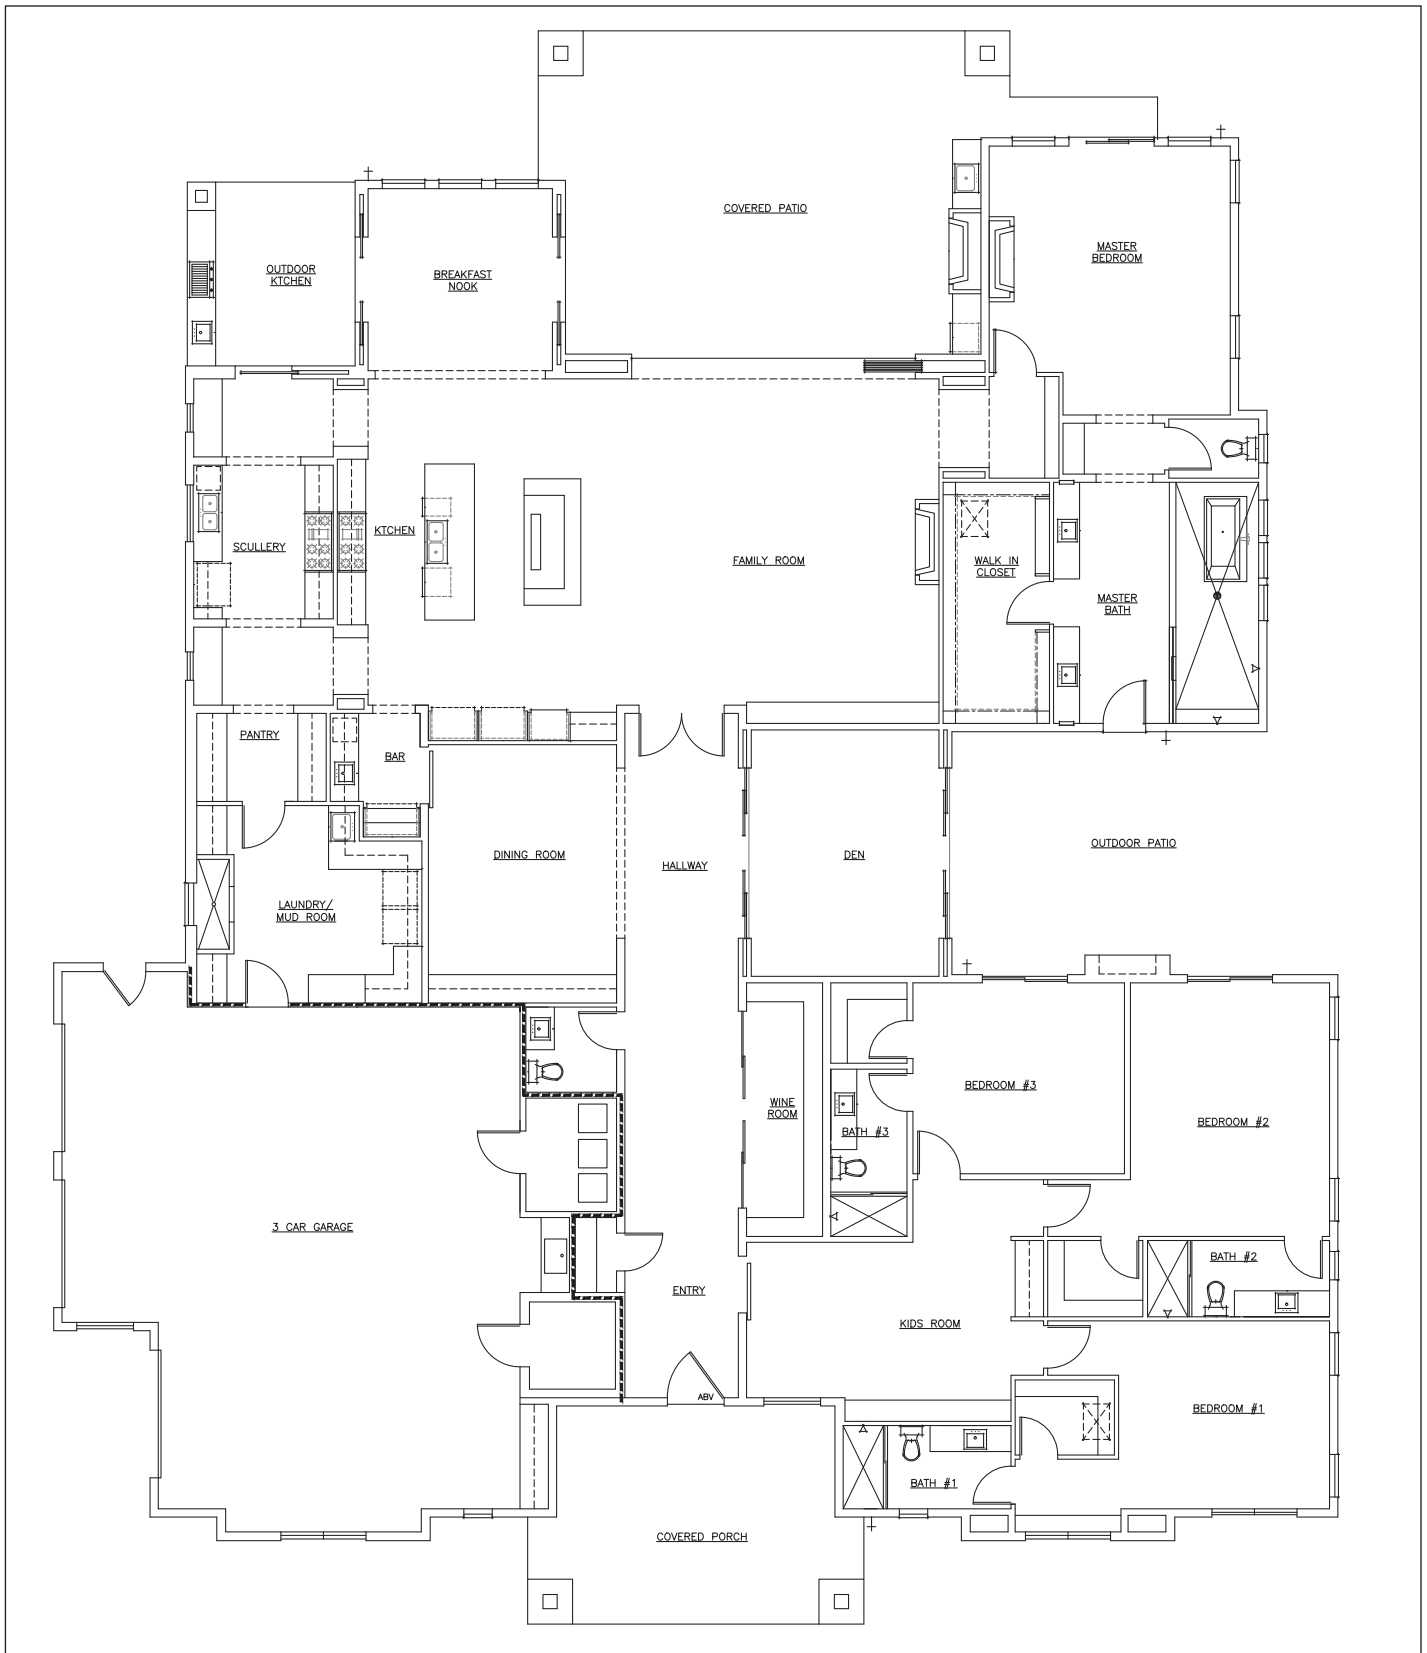 COVERED PATIO
MASTER
BEDROOM
OUTDOOR
KTCHEN
BREAKFAST
NOOK
KTCHEN
SCULLERY
FAMILY ROOM
WALK IN
CLOSET
MASTER
BATH
PANTRY
BAR
DINING ROOM
HALLWAY
DEN
OUTDOOR PATIO
LAUNDRY/
MUD ROOM
BEDROOM #3
WINE
ROOM
BATH #3
BEDROOM #2
3 CAR GARAGE
BATH #2
ENTRY
KIDS ROOM
ABV
BEDROOM #1
BATH #1
COVERED PORCH